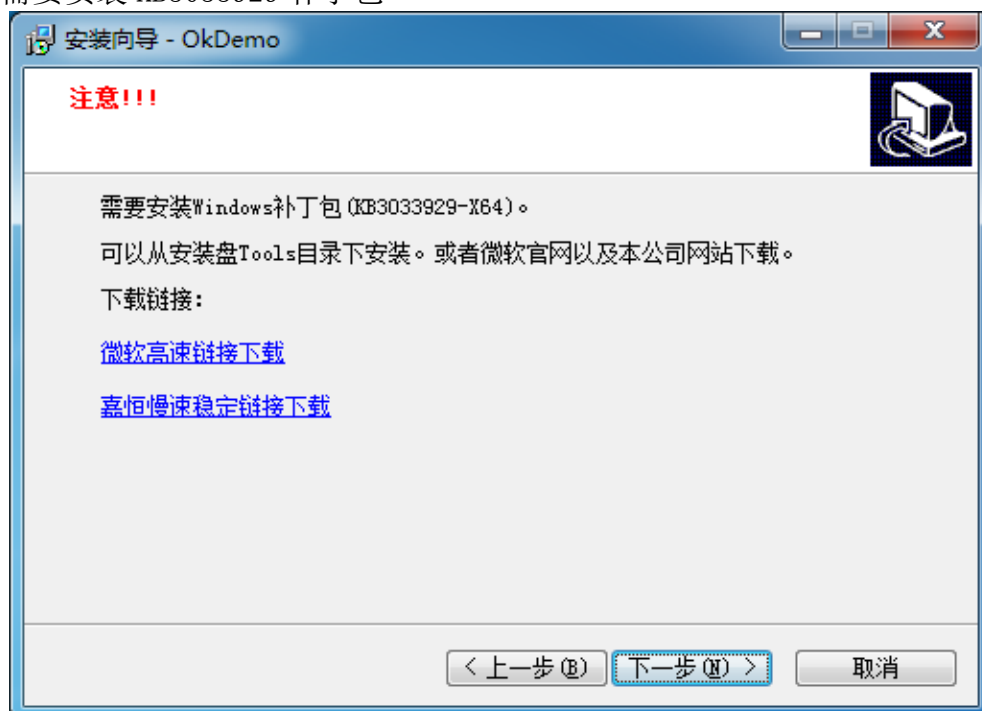 安装向导 - OkDemo
注意!!!
需要安装Windows补丁包(KB3033929-X64)。
可以从安装盘Tools目录下安装。或者微软官网以及本公司网站下载。
下载链接:
微软高速链接下载
嘉恒慢速稳定链接下载
< 上一步(B) 下一步(N) > 取消